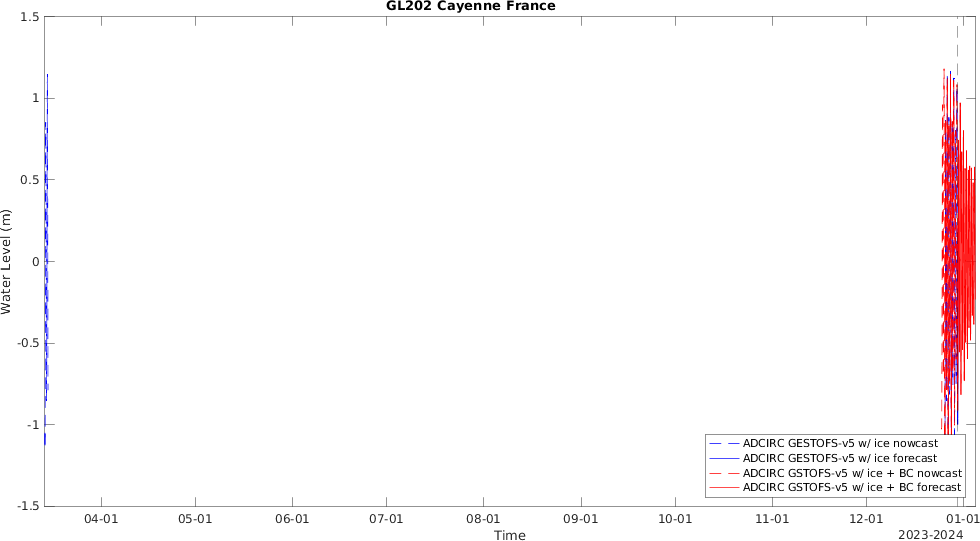 GL202 Cayenne France
1.5
1
0.5
0
-0.5
-1
-1.5
Water Level (m)
04-01 05-01 06-01 07-01 08-01 09-01 10-01 11-01 12-01 01-01
Time
2023-2024
ADCIRC GESTOFS-v5 w/ ice nowcast
ADCIRC GESTOFS-v5 w/ ice forecast
ADCIRC GSTOFS-v5 w/ ice + BC nowcast
ADCIRC GSTOFS-v5 w/ ice + BC forecast